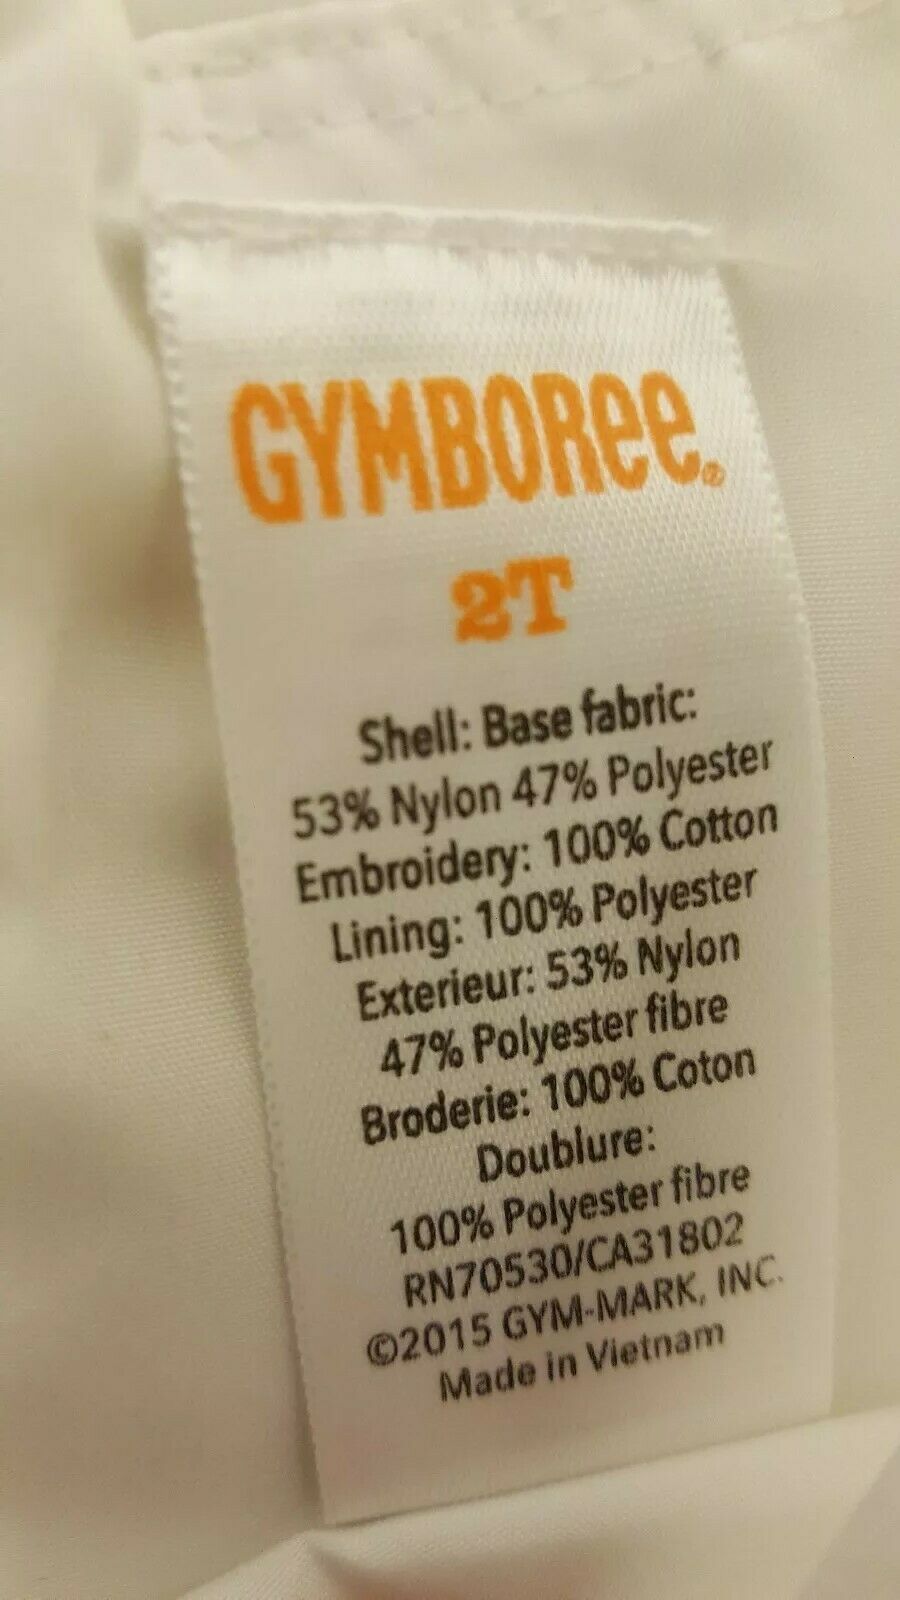 GYMBORee®
2T
Shell: Base fabric:
53% Nylon 47% Polyester
Embroidery: 100% Cotton
Lining: 100% Polyester
Exterieur: 53% Nylon
47% Polyester fibre
Broderie: 100% Coton
Doublure:
100% Polyester fibre
RN70530/CA31802
©2015 GYM-MARK, INC.
Made in Vietnam